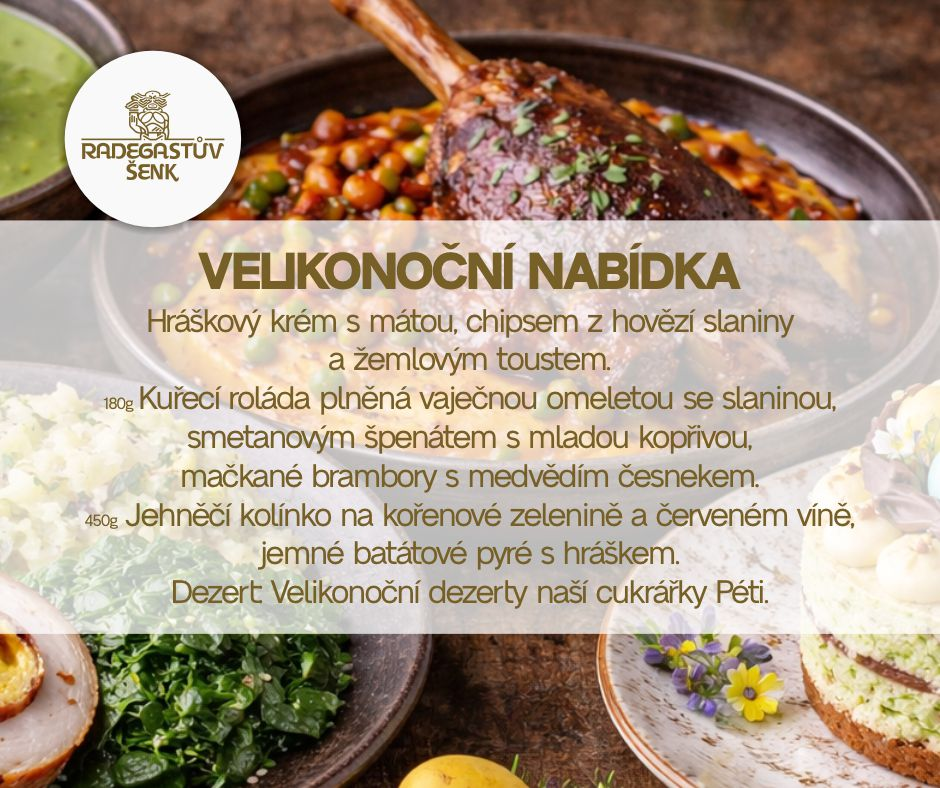 RADEGASTŮV
ŠENK
VELIKONOČNÍ NABÍDKA
Hráškový krém s mátou, chipsem z hovězí slaniny
a žemlovým toustem.
180g Kuřecí roláda plněná vaječnou omeletou se slaninou,
smetanovým špenátem s mladou kopřivou,
mačkané brambory s medvědím česnekem.
450g Jehněčí kolínko na kořenové zelenině a červeném víně,
jemné batátové pyré s hráškem.
Dezert: Velikonoční dezerty naší cukrářky Péti.